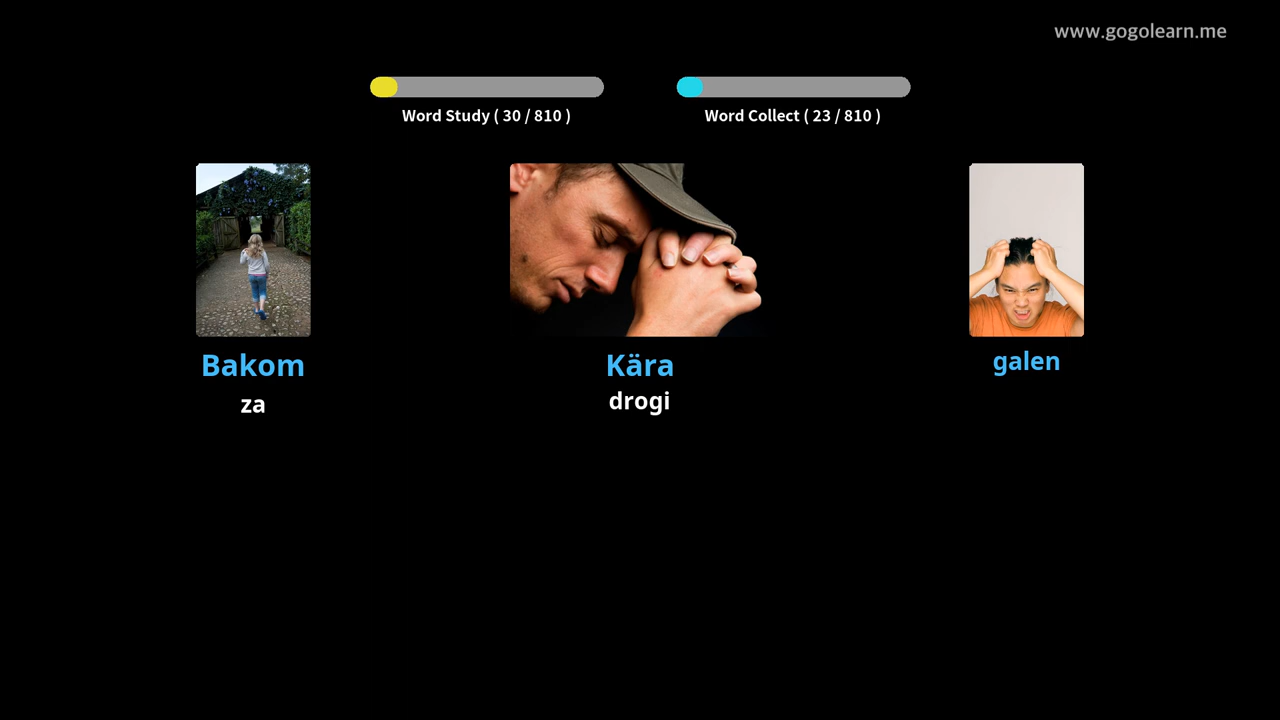 www.gogolearn.me
Word Study ( 30 / 810 )
Word Collect ( 23 / 810 )
Bakom
za
Kära
drogi
galen